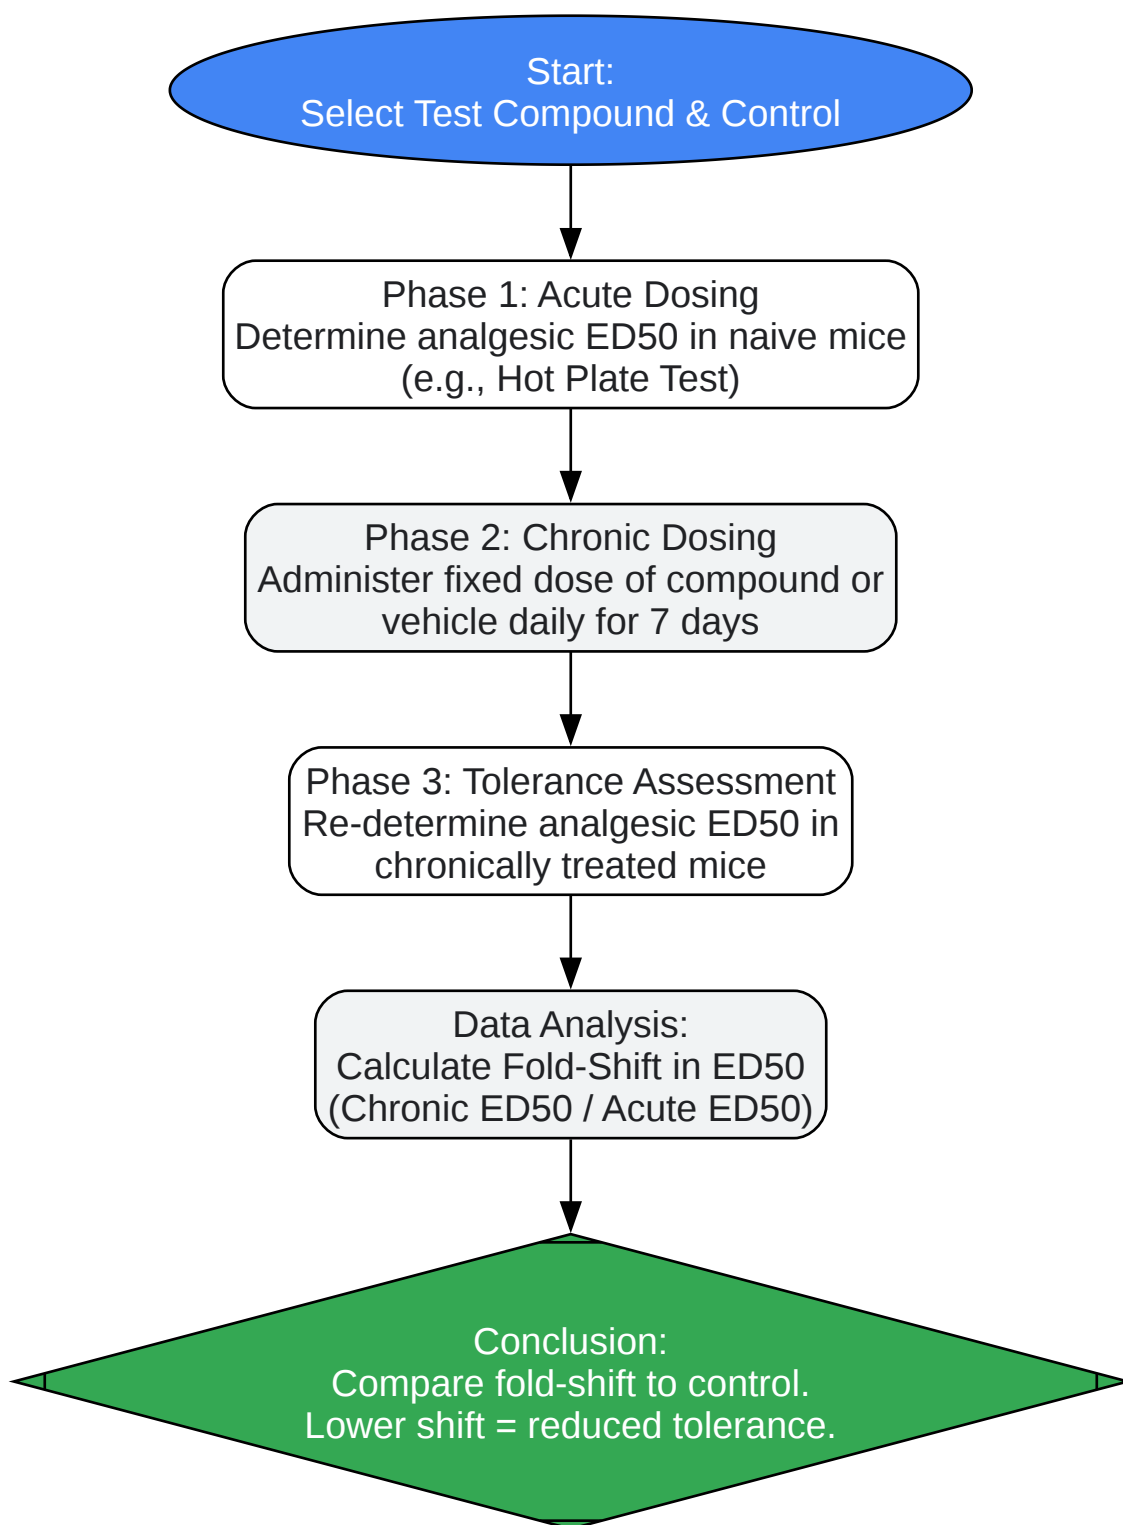 Start:
Select Test Compound & Control
Phase 1: Acute Dosing
Determine analgesic ED50 in naive mice
(e.g., Hot Plate Test)
Phase 2: Chronic Dosing
Administer fixed dose of compound or
vehicle daily for 7 days
Phase 3: Tolerance Assessment
Re-determine analgesic ED50 in
chronically treated mice
Data Analysis:
Calculate Fold-Shift in ED50
(Chronic ED50 / Acute ED50)
Conclusion:
Compare fold-shift to control.
Lower shift = reduced tolerance.